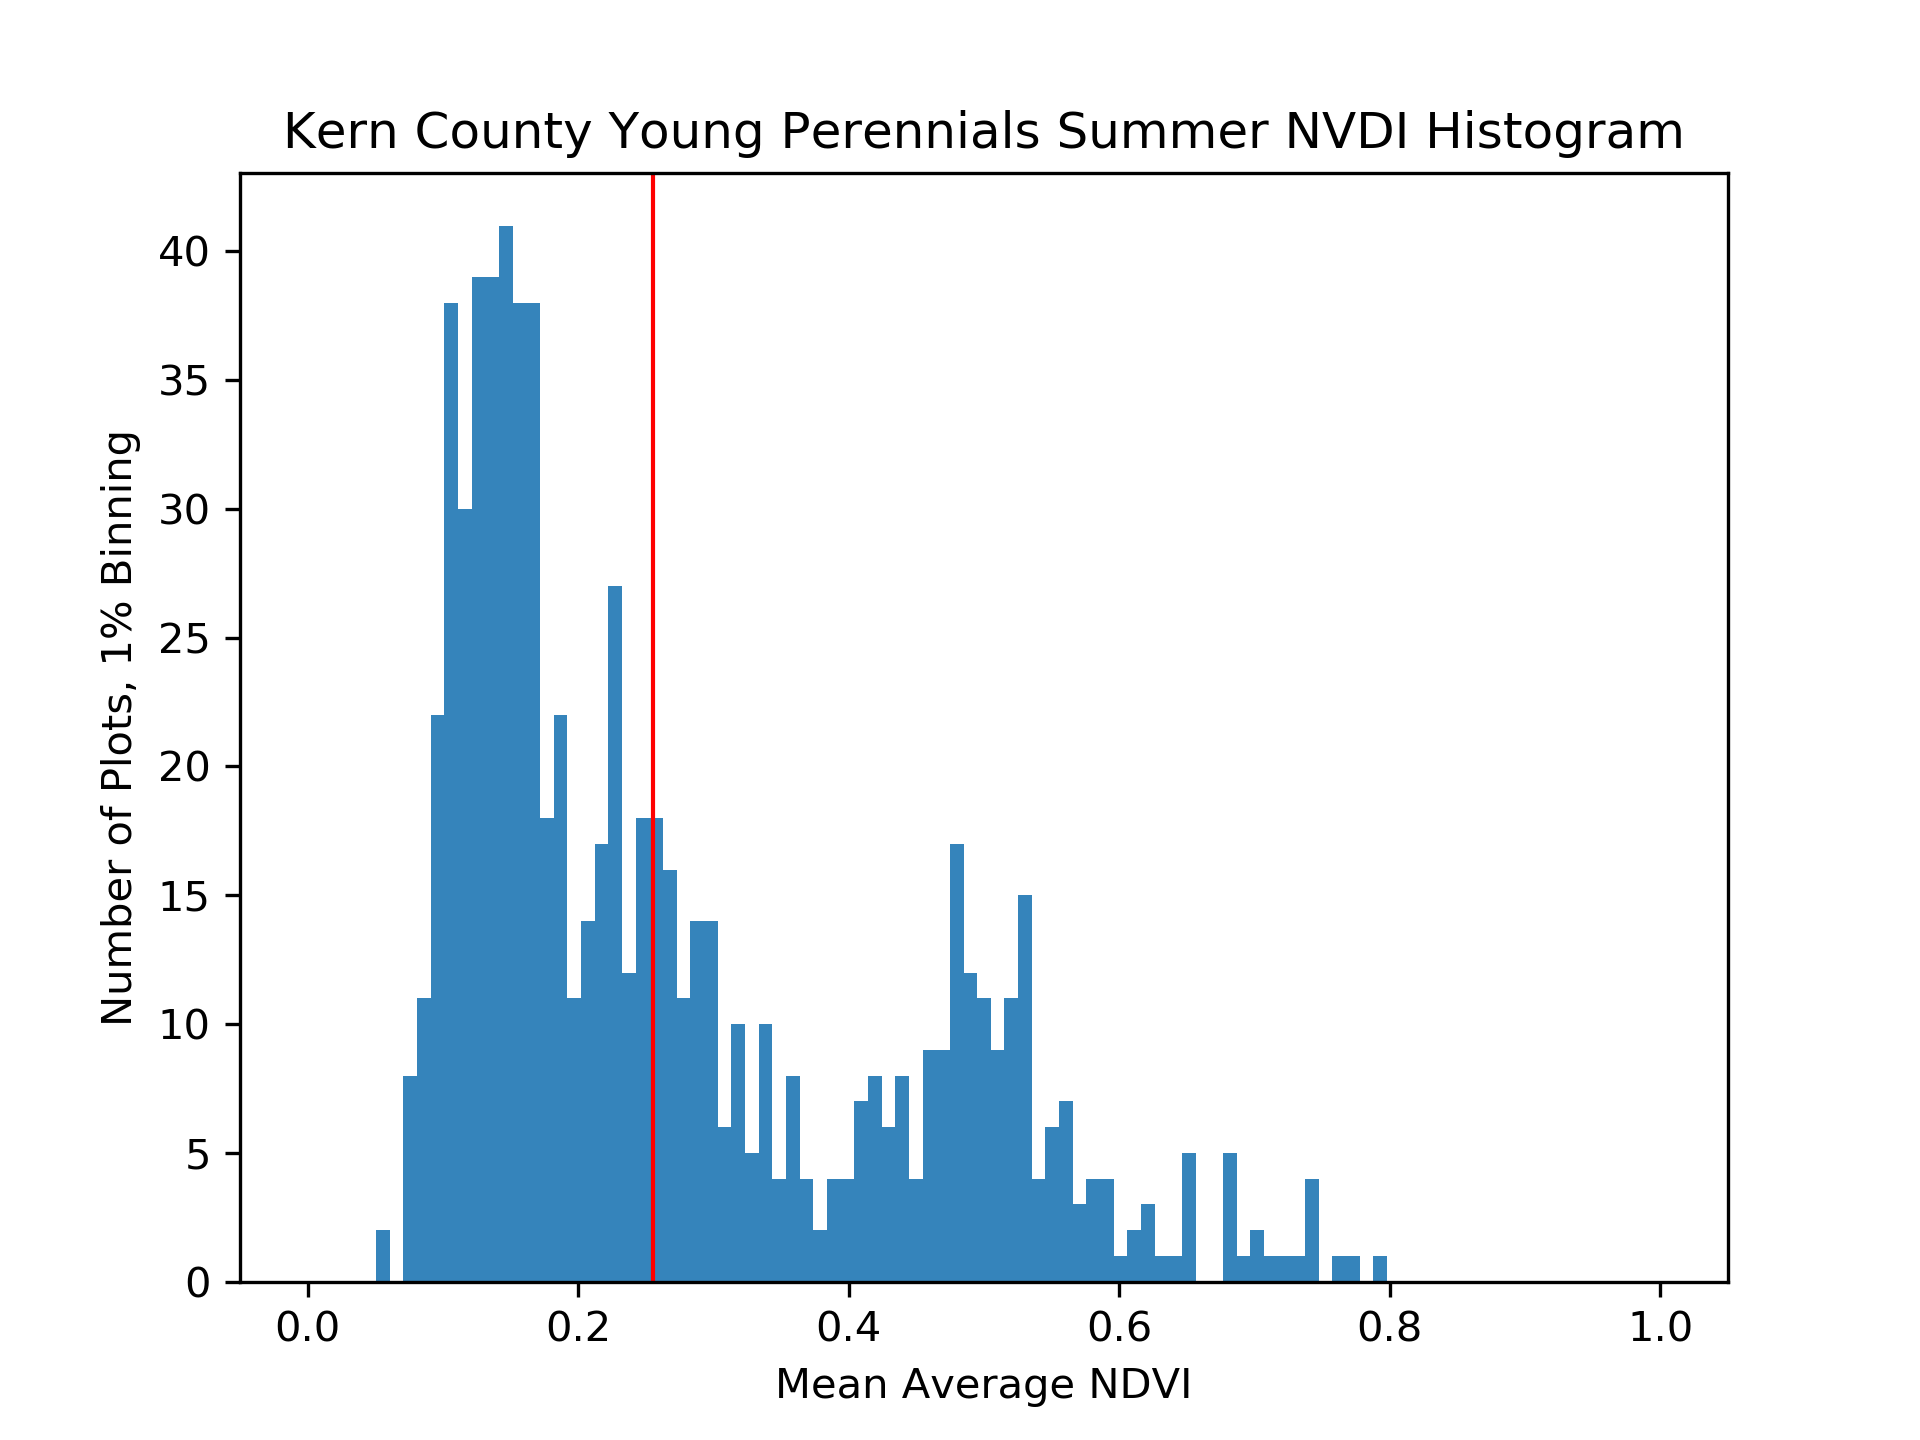 Kern County Young Perennials Summer NVDI Histogram
Number of Plots, 1% Binning
40
35
30
25
20
15
10
5
0
0.0 0.2 0.4 0.6 0.8 1.0
Mean Average NDVI